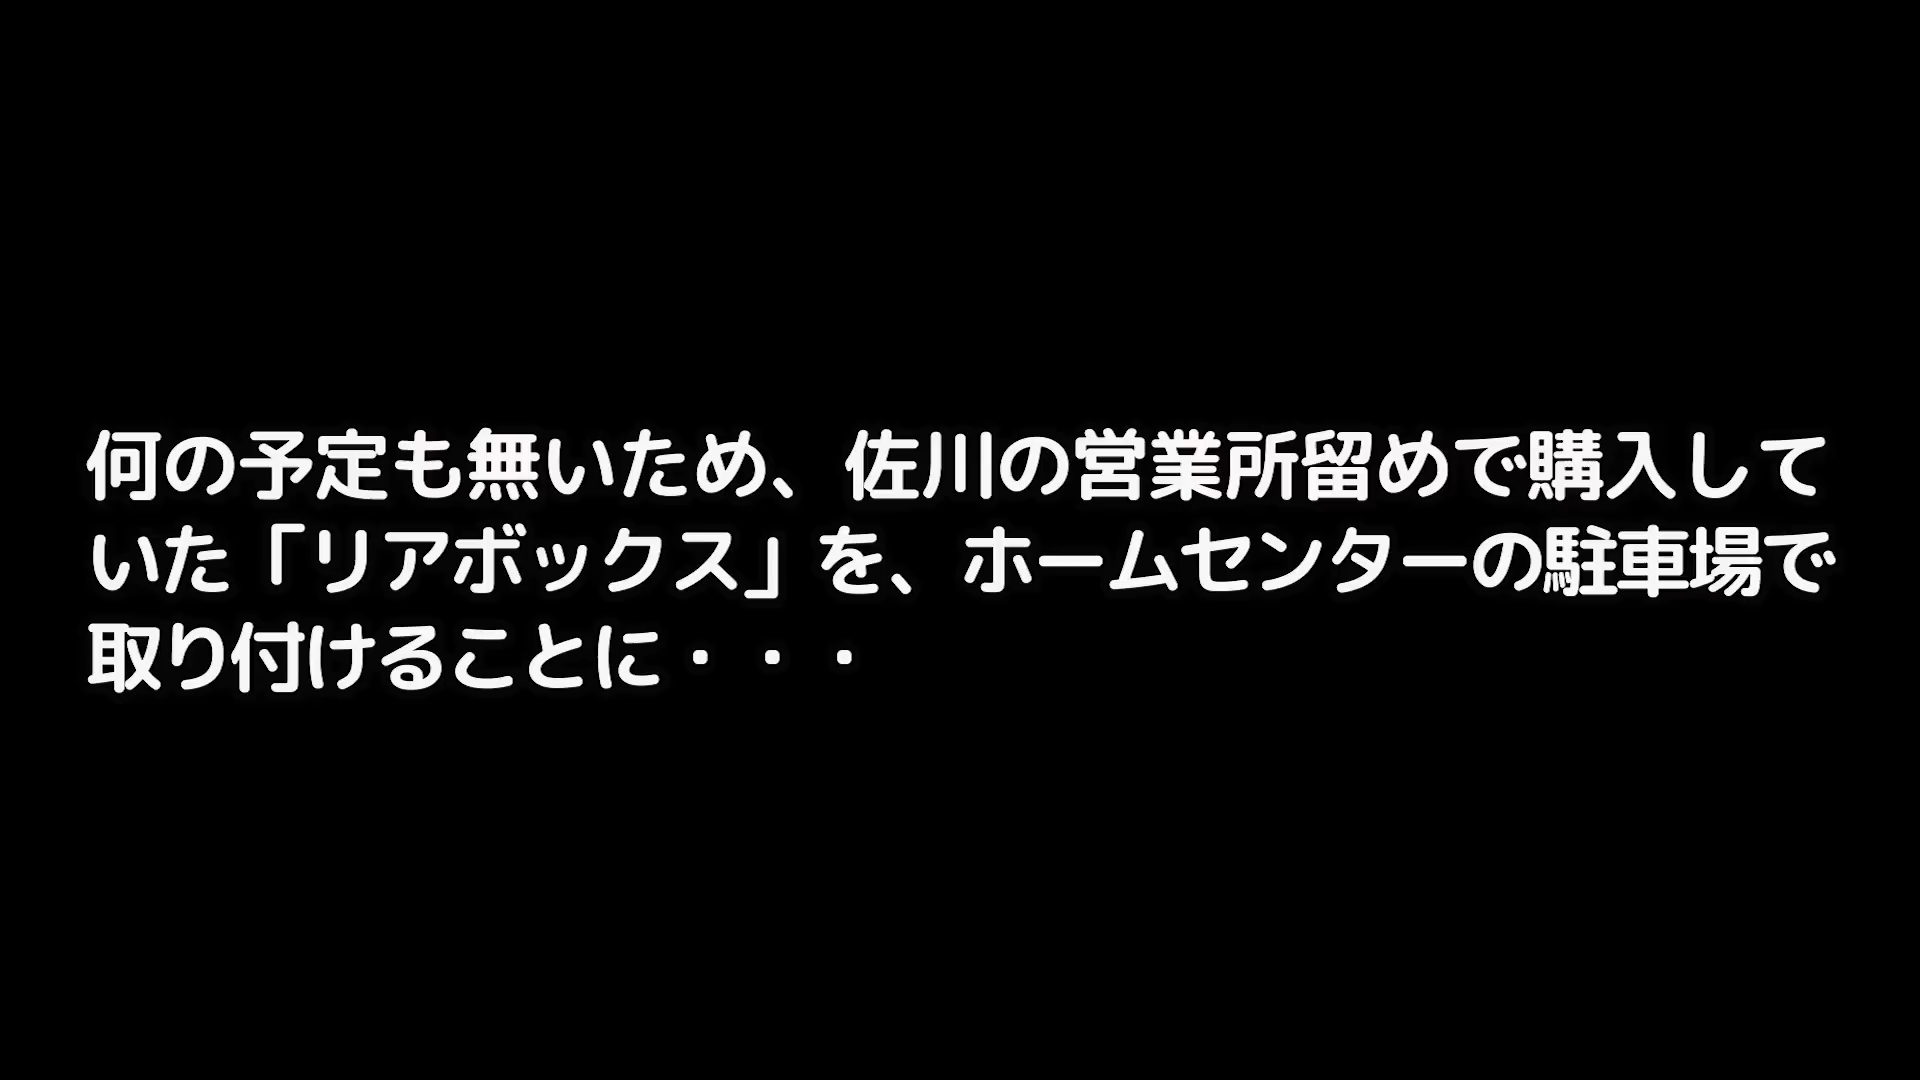 何の予定も無いため、佐川の営業所留めで購入して
いた「リアボックス」を、ホームセンターの駐車場で
取り付けることに・・・